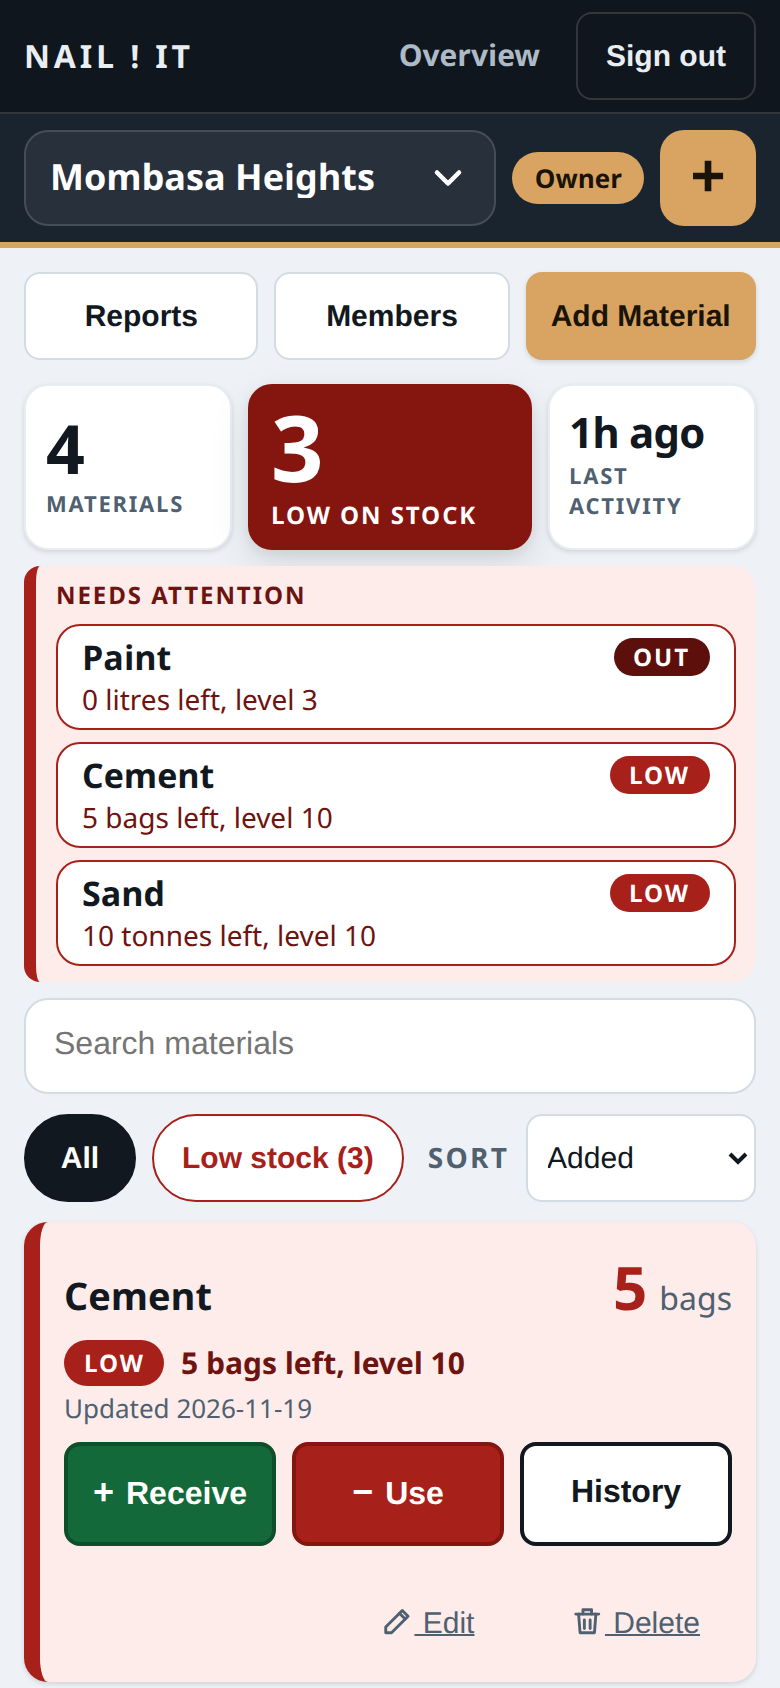 NAIL ! IT
Overview
Sign out
Mombasa Heights
Owner
+
Reports
Members
Add Material
4
MATERIALS
3
LOW ON STOCK
1h ago
LAST
ACTIVITY
NEEDS ATTENTION
Paint
OUT
0 litres left, level 3
Cement
LOW
5 bags left, level 10
Sand
LOW
10 tonnes left, level 10
Search materials
All
Low stock (3)
SORT
Added
Cement
5 bags
LOW
5 bags left, level 10
Updated 2026-11-19
+ Receive
− Use
History
Edit
Delete